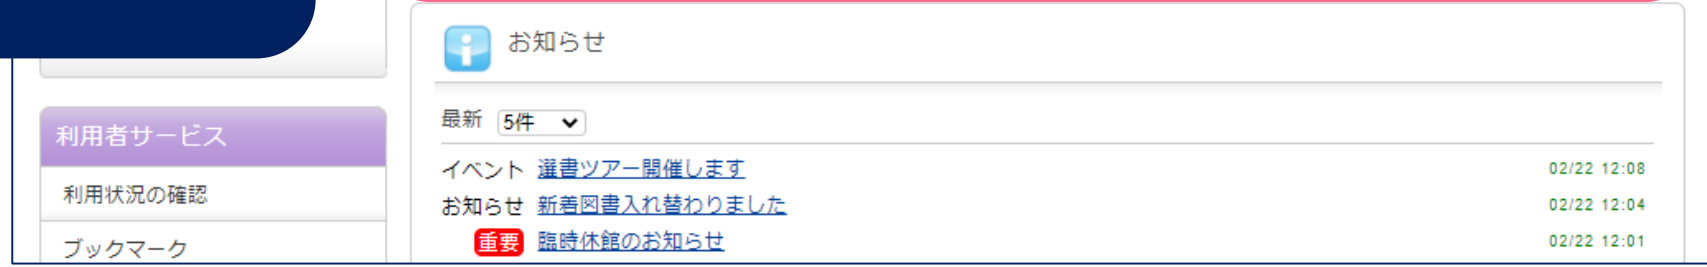 お知らせ
最新 5件
イベント 選書ツアー開催します 02/22 12:08
お知らせ 新着図書入れ替わりました 02/22 12:04
重要 臨時休館のお知らせ 02/22 12:01
利用者サービス
利用状況の確認
ブックマーク